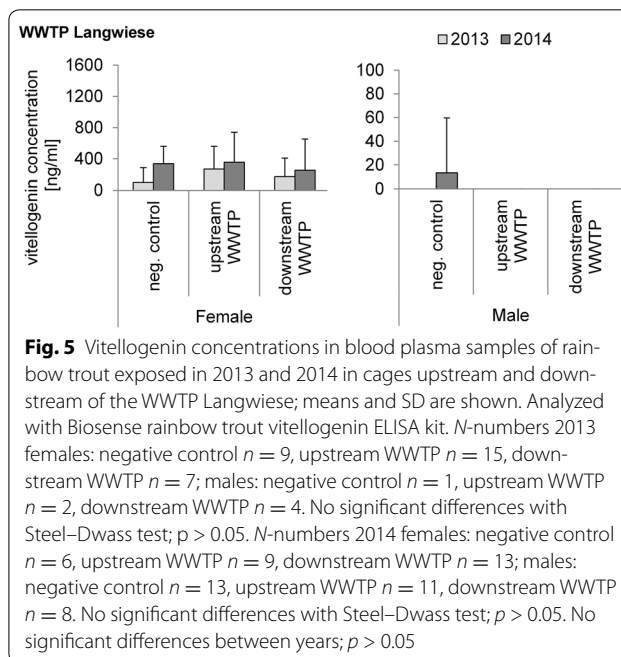 WWTP Langwiese
2013 2014
vitellogenin concentration
[ng/ml]
1600
1200
800
400
0
neg. control
upstream
WWTP
downstream
WWTP
Female
100
80
60
40
20
0
neg. control
upstream
WWTP
downstream
WWTP
Male
Fig. 5 Vitellogenin concentrations in blood plasma samples of rain-
bow trout exposed in 2013 and 2014 in cages upstream and down-
stream of the WWTP Langwiese; means and SD are shown. Analyzed
with Biosense rainbow trout vitellogenin ELISA kit. N-numbers 2013
females: negative control n = 9, upstream WWTP n = 15, down-
stream WWTP n = 7; males: negative control n = 1, upstream WWTP
n = 2, downstream WWTP n = 4. No significant differences with
Steel–Dwass test; p > 0.05. N-numbers 2014 females: negative control
n = 6, upstream WWTP n = 9, downstream WWTP n = 13; males:
negative control n = 13, upstream WWTP n = 11, downstream WWTP
n = 8. No significant differences with Steel–Dwass test; p > 0.05. No
significant differences between years; p > 0.05